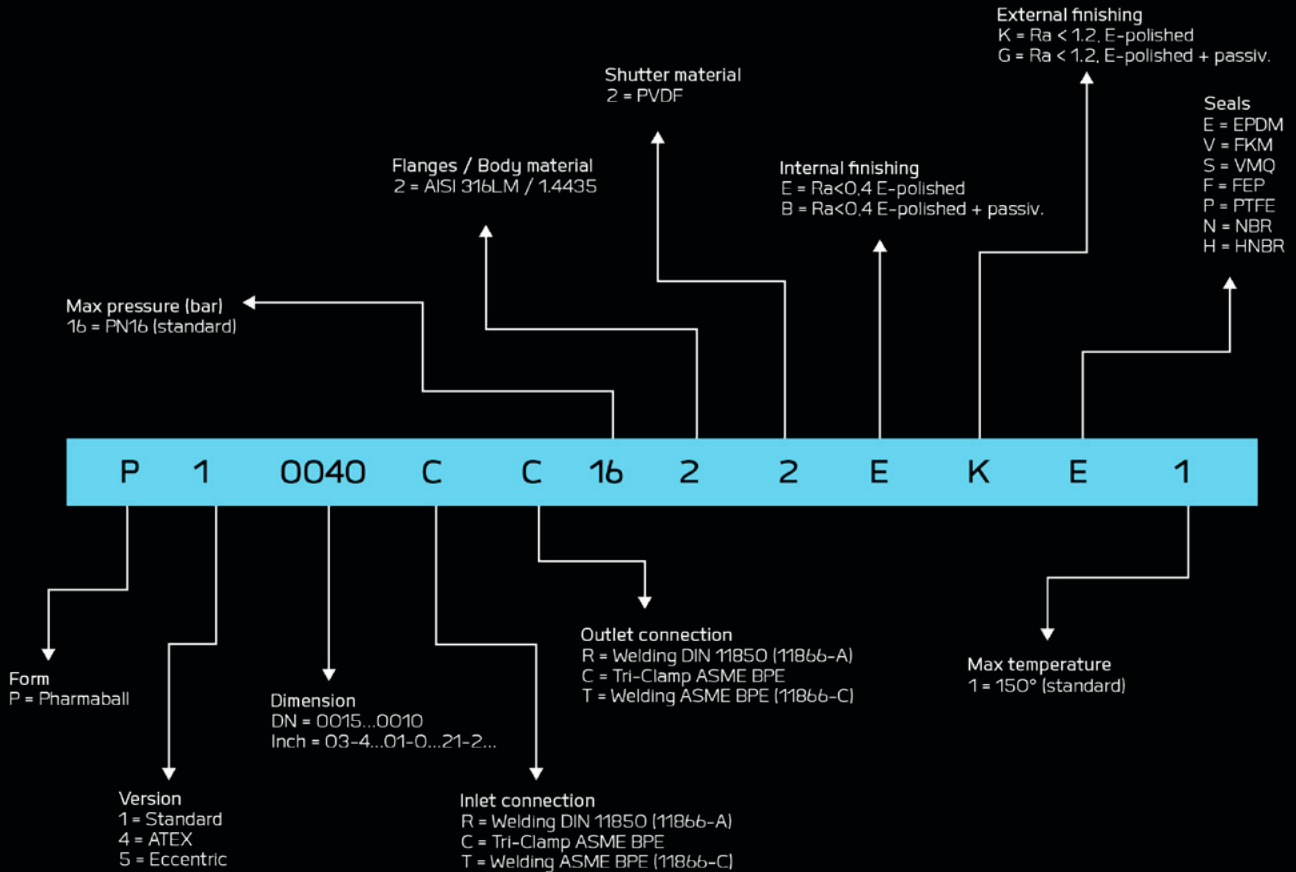 External finishing
K = Ra < 1.2, E-polished
G = Ra < 1.2, E-polished + passiv.
Shutter material
2 = PVDF
Seals
E = EPDM
V = FKM
S = VMQ
F = FEP
P = PTFE
N = NBR
H = HNBR
Flanges / Body material
2 = AISI 316LM / 1.4435
Internal finishing
E = Ra<0,4 E-polished
B = Ra<0,4 E-polished + passiv.
Max pressure (bar)
16 = PN16 (standard)
P 1 0040 C C 16 2 2 E K E 1
Form
P = Pharmaball
Version
1 = Standard
4 = ATEX
5 = Eccentric
Dimension
DN = 0015...0010
Inch = 03-4...01-0...21-2...
Inlet connection
R = Welding DIN 11850 (11866-A)
C = Tri-Clamp ASME BPE
T = Welding ASME BPE (11866-C)
Outlet connection
R = Welding DIN 11850 (11866-A)
C = Tri-Clamp ASME BPE
T = Welding ASME BPE (11866-C)
Max temperature
1 = 150° (standard)